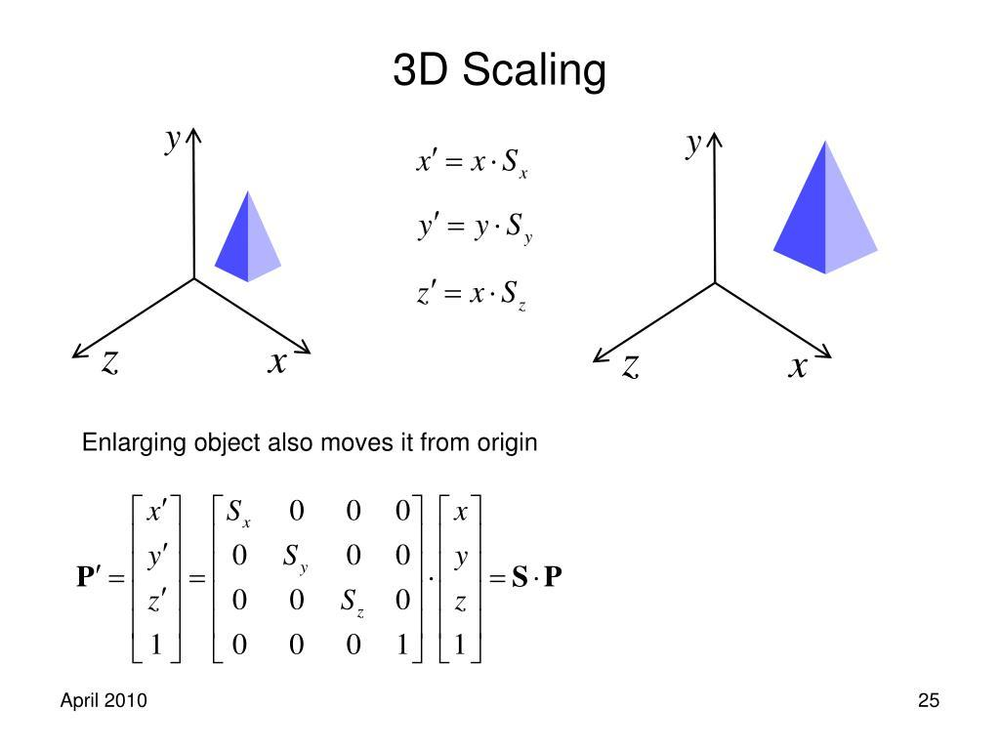 3D Scaling
y
z
x
x′ = x · Sx
y′ = y · Sy
z′ = x · Sz
y
z
x
Enlarging object also moves it from origin
P′ = [x′ y′ z′ 1] = [Sx 0 0 0
0 Sy 0 0
0 0 Sz 0
0 0 0 1] · [x y z 1] = S · P
April 2010
25